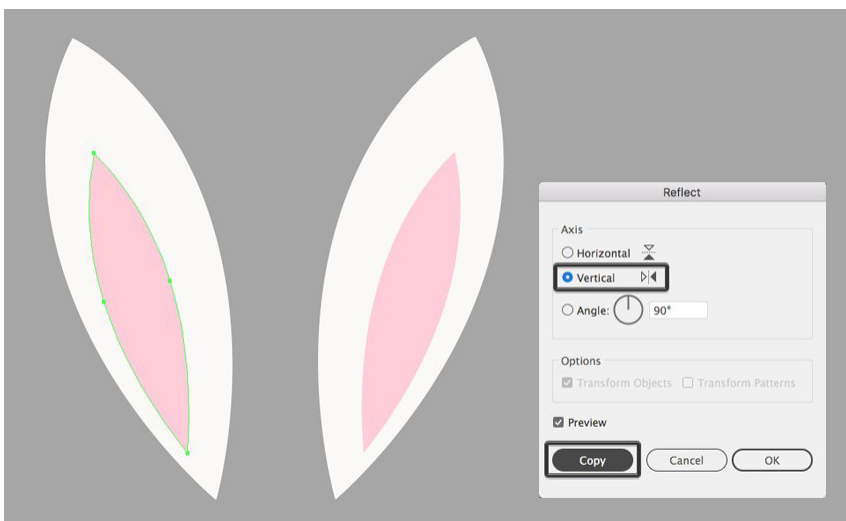 Reflect
Axis
Horizontal
Vertical
Angle: 90°
Options
Transform Objects Transform Patterns
Preview
Copy Cancel OK